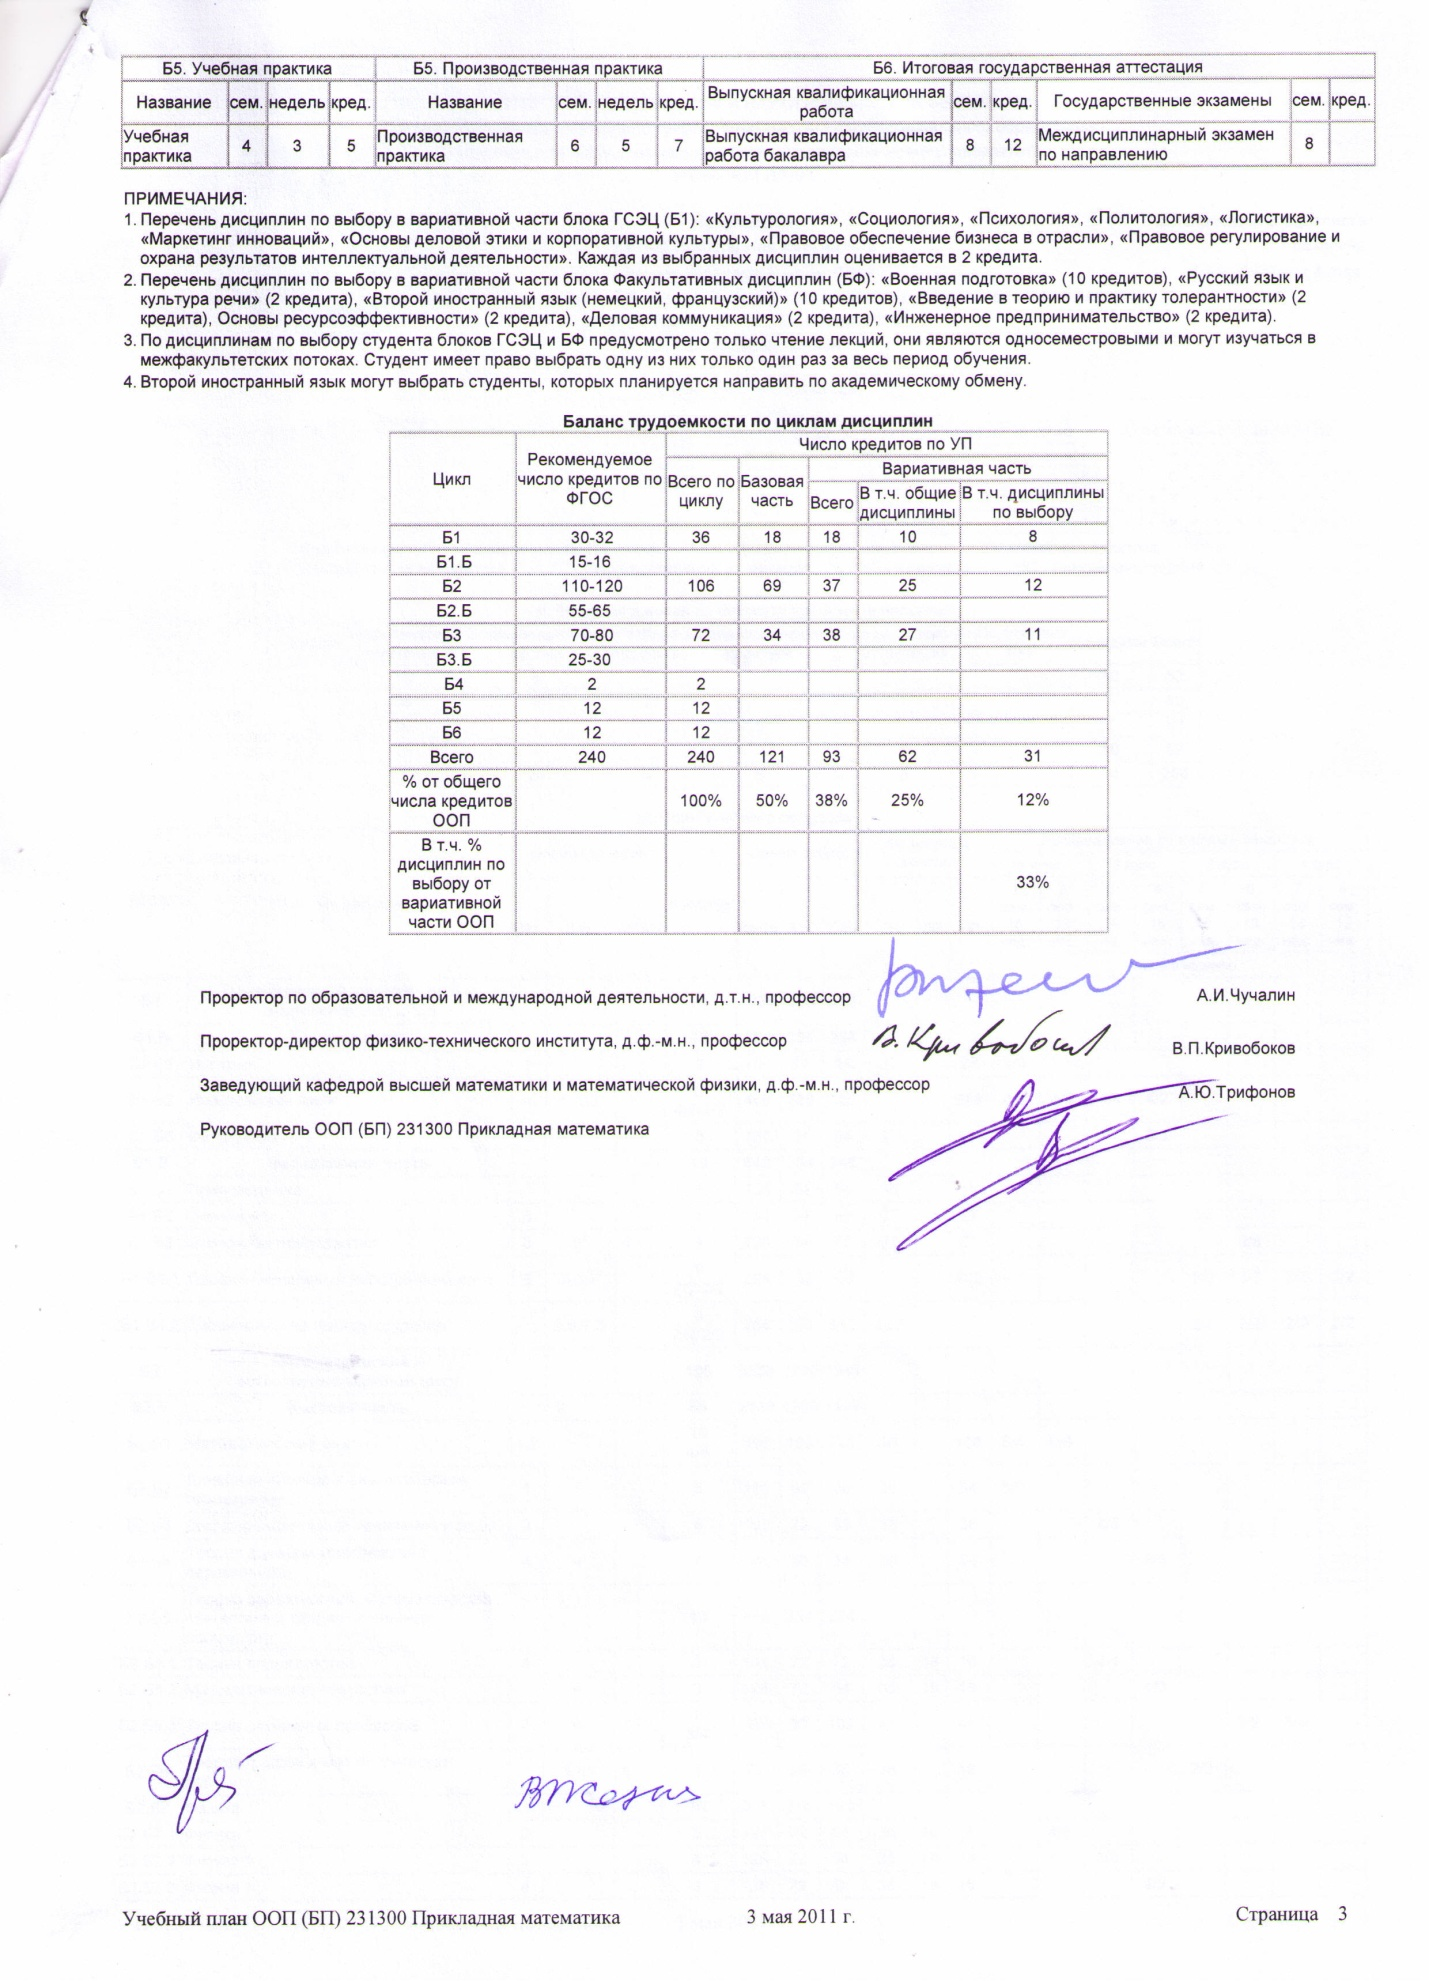 Б5. Учебная практика Б5. Производственная практика Б6. Итоговая государственная аттестация
Название сем. недель кред. Название сем. недель кред. Выпускная квалификационная работа сем. кред. Государственные экзамены сем. кред.
Учебная практика 4 3 5 Производственная практика 6 5 7 Выпускная квалификационная работа бакалавра 8 12 Междисциплинарный экзамен по направлению 8
ПРИМЕЧАНИЯ:
1. Перечень дисциплин по выбору в вариативной части блока ГСЭЦ (Б1): «Культурология», «Социология», «Психология», «Политология», «Логистика»,
«Маркетинг инноваций», «Основы деловой этики и корпоративной культуры», «Правовое обеспечение бизнеса в отрасли», «Правовое регулирование и
охрана результатов интеллектуальной деятельности». Каждая из выбранных дисциплин оценивается в 2 кредита.
2. Перечень дисциплин по выбору в вариативной части блока Факультативных дисциплин (БФ): «Военная подготовка» (10 кредитов), «Русский язык и
культура речи» (2 кредита), «Второй иностранный язык (немецкий, французский)» (10 кредитов), «Введение в теорию и практику толерантности» (2
кредита), Основы ресурсоэффективности» (2 кредита), «Деловая коммуникация» (2 кредита), «Инженерное предпринимательство» (2 кредита).
3. По дисциплинам по выбору студента блоков ГСЭЦ и БФ предусмотрено только чтение лекций, они являются односеместровыми и могут изучаться в
межфакультетских потоках. Студент имеет право выбрать одну из них только один раз за весь период обучения.
4. Второй иностранный язык могут выбрать студенты, которых планируется направить по академическому обмену.
Баланс трудоемкости по циклам дисциплин
Цикл Рекомендуемое число кредитов по ФГОС Число кредитов по УП
Всего по циклу Базовая часть Вариативная часть
Всего В т.ч. общие дисциплины В т.ч. дисциплины по выбору
Б1 30-32 36 18 18 10 8
Б1.Б 15-16
Б2 110-120 106 69 37 25 12
Б2.Б 55-65
Б3 70-80 72 34 38 27 11
Б3.Б 25-30
Б4 2 2
Б5 12 12
Б6 12 12
Всего 240 240 121 93 62 31
% от общего числа кредитов ООП 100% 50% 38% 25% 12%
В т.ч. % дисциплин по выбору от вариативной части ООП 33%
Проректор по образовательной и международной деятельности, д.т.н., профессор А.И.Чучалин
Проректор-директор физико-технического института, д.ф.-м.н., профессор В.Кривобоков В.П.Кривобоков
Заведующий кафедрой высшей математики и математической физики, д.ф.-м.н., профессор А.Ю.Трифонов
Руководитель ООП (БП) 231300 Прикладная математика
Учебный план ООП (БП) 231300 Прикладная математика 3 мая 2011 г. Страница 3